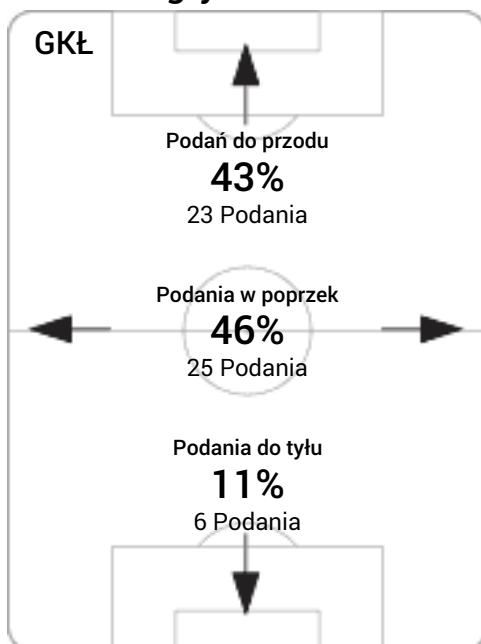 GKŁ
Podań do przodu
43%
23 Podania
Podania w poprzek
46%
25 Podania
Podania do tyłu
11%
6 Podania